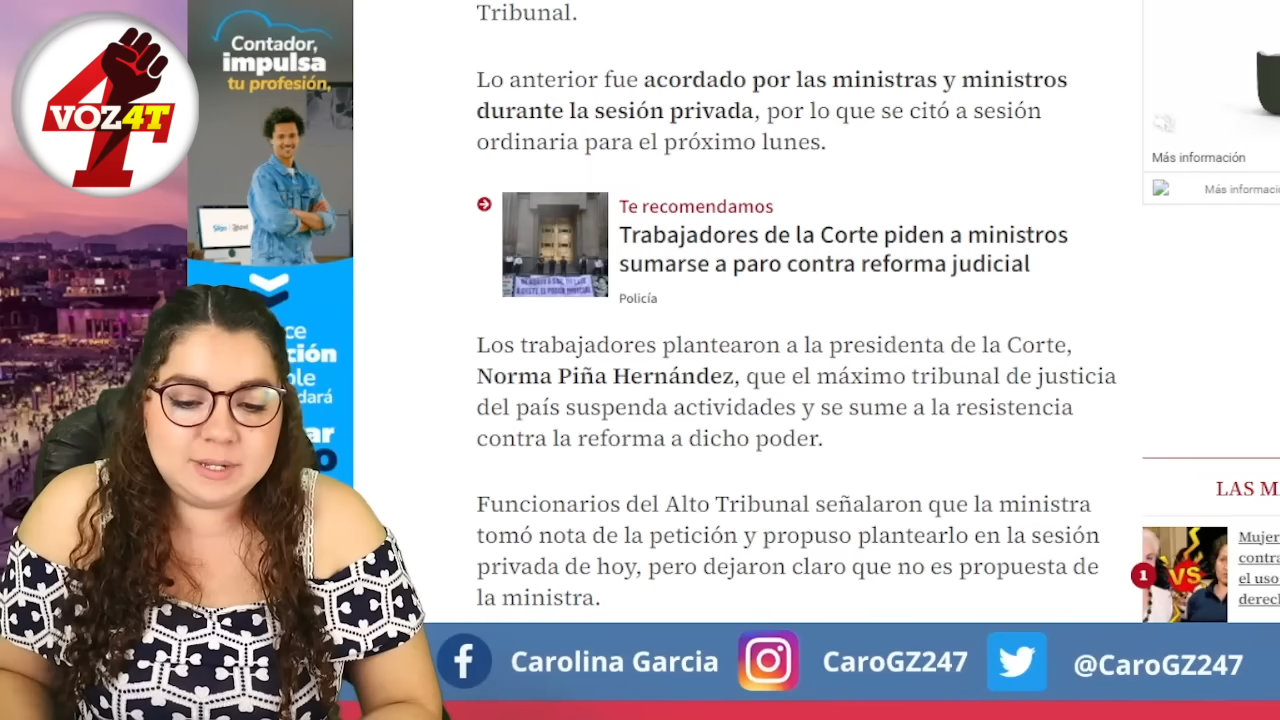 VOZ4T
Contador,
impulsa
tu profesión.
Tribunal.
Lo anterior fue acordado por las ministras y ministros
durante la sesión privada, por lo que se citó a sesión
ordinaria para el próximo lunes.
Te recomendamos
Trabajadores de la Corte piden a ministros
sumarse a paro contra reforma judicial
Policía
Los trabajadores plantearon a la presidenta de la Corte,
Norma Piña Hernández, que el máximo tribunal de justicia
del país suspenda actividades y se sume a la resistencia
contra la reforma a dicho poder.
Funcionarios del Alto Tribunal señalaron que la ministra
tomó nota de la petición y propuso plantearlo en la sesión
privada de hoy, pero dejaron claro que no es propuesta de
la ministra.
Más información
Más informació
LAS M
1
VS
Mujer
contra
el uso
derech
Carolina Garcia
CaroGZ247
@CaroGZ247